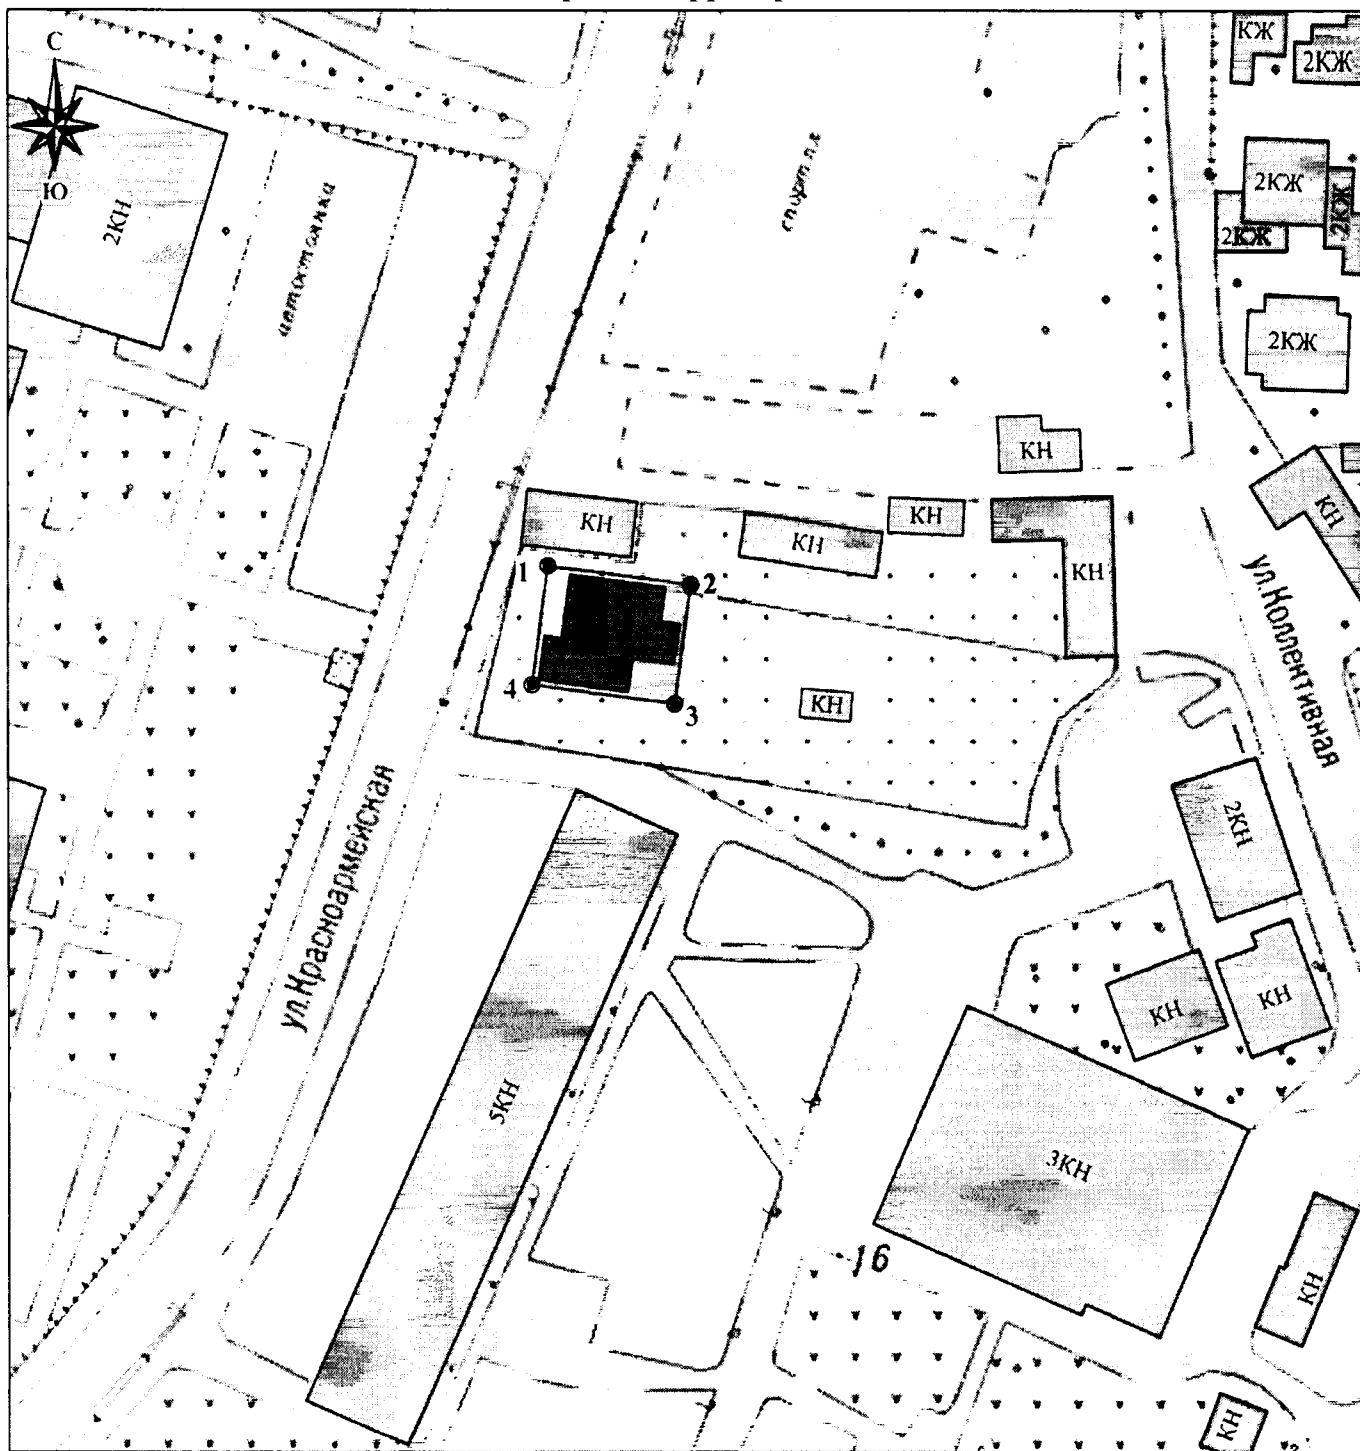 С
Ю
КЖ
2КЖ
2КЖ
2КЖ
2КЖ
2КЖ
2КН
автостоянка
спорт.пл.
КН
КН
КН
КН
КН
КН
1
2
4
3
КН
ул.Коллективная
ул.Красноармейская
2КН
КН
КН
5КН
3КН
16
КН
КН